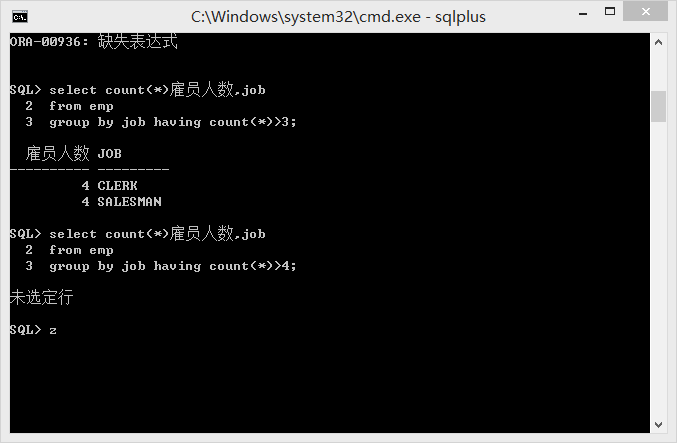 C:\Windows\system32\cmd.exe - sqlplus
ORA-00936: 缺失表达式
SQL> select count(*)雇员人数,job
2 from emp
3 group by job having count(*)>3;
雇员人数 JOB
---------- ---------
4 CLERK
4 SALESMAN
SQL> select count(*)雇员人数,job
2 from emp
3 group by job having count(*)>4;
未选定行
SQL> z